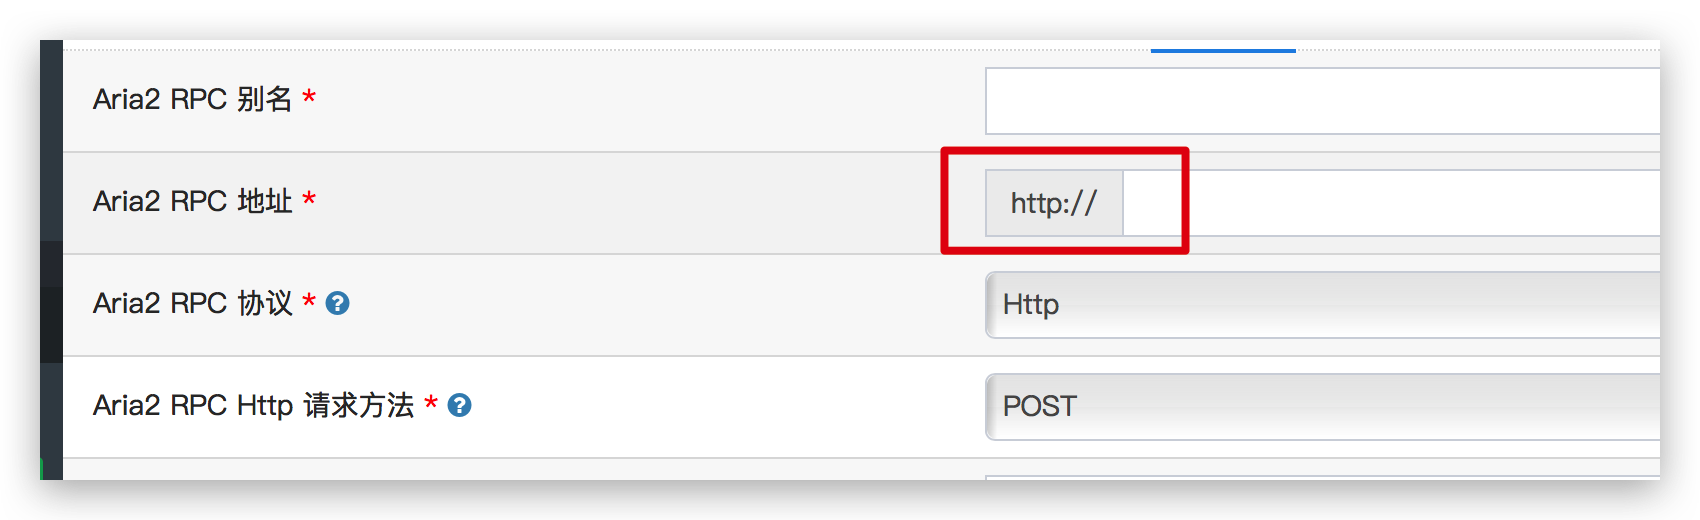 Aria2 RPC 别名 *
Aria2 RPC 地址 * http://
Aria2 RPC 协议 * ? Http
Aria2 RPC Http 请求方法 * ? POST